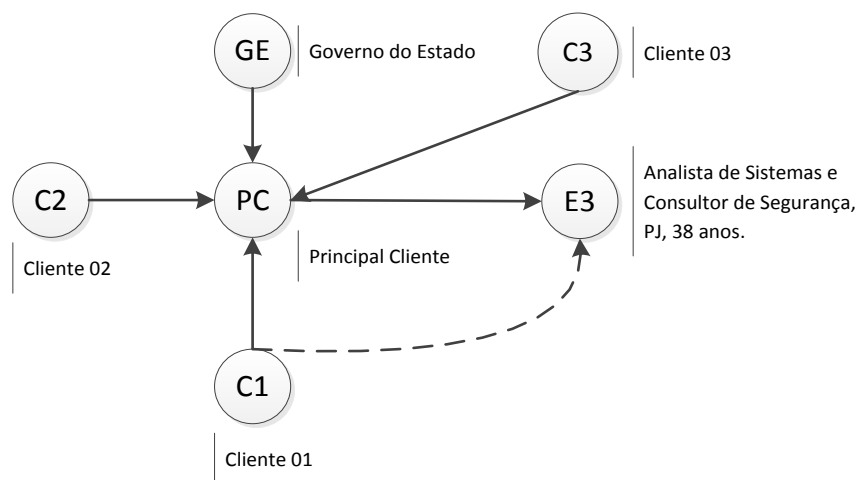 GE
Governo do Estado
C3
Cliente 03
C2
Cliente 02
PC
Principal Cliente
E3
Analista de Sistemas e
Consultor de Segurança,
PJ, 38 anos.
C1
Cliente 01